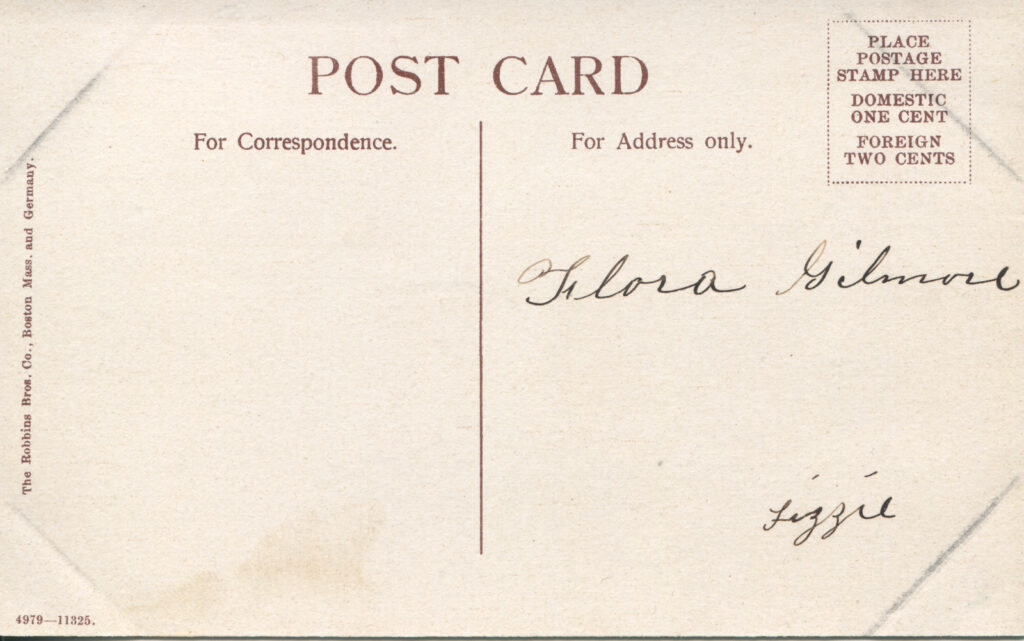 POST CARD
PLACE
POSTAGE
STAMP HERE
DOMESTIC
ONE CENT
FOREIGN
TWO CENTS
For Correspondence.
For Address only.
The Robbins Bros. Co., Boston Mass. and Germany.
Flora Gilmore
Lizzie
4979—11325.